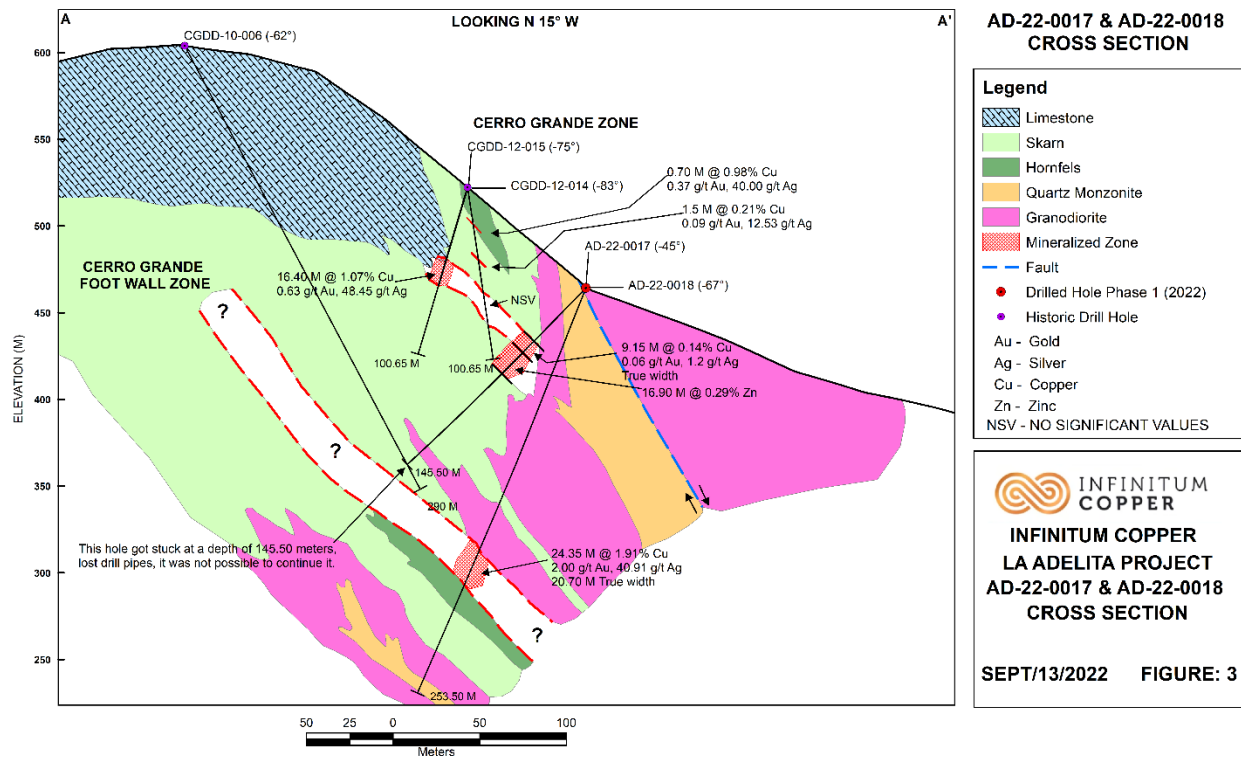 A
LOOKING N 15° W
A'
CGDD-10-006 (-62°)
600
550
500
450
400
350
300
250
ELEVATION (M)
CERRO GRANDE ZONE
CGDD-12-015 (-75°)
CGDD-12-014 (-83°)
0.70 M @ 0.98% Cu
0.37 g/t Au, 40.00 g/t Ag
1.5 M @ 0.21% Cu
0.09 g/t Au, 12.53 g/t Ag
AD-22-0017 (-45°)
AD-22-0018 (-67°)
CERRO GRANDE
FOOT WALL ZONE
16.40 M @ 1.07% Cu
0.63 g/t Au, 48.45 g/t Ag
NSV
?
100.65 M
100.65 M
9.15 M @ 0.14% Cu
0.06 g/t Au, 1.2 g/t Ag
True width
16.90 M @ 0.29% Zn
?
145.50 M
290 M
This hole got stuck at a depth of 145.50 meters,
lost drill pipes, it was not possible to continue it.
24.35 M @ 1.91% Cu
2.00 g/t Au, 40.91 g/t Ag
20.70 M True width
?
253.50 M
50 25 0 50 100
Meters
AD-22-0017 & AD-22-0018
CROSS SECTION
Legend
Limestone
Skarn
Hornfels
Quartz Monzonite
Granodiorite
Mineralized Zone
Fault
Drilled Hole Phase 1 (2022)
Historic Drill Hole
Au - Gold
Ag - Silver
Cu - Copper
Zn - Zinc
NSV - NO SIGNIFICANT VALUES
INFINITUM
COPPER
INFINITUM COPPER
LA ADELITA PROJECT
AD-22-0017 & AD-22-0018
CROSS SECTION
SEPT/13/2022 FIGURE: 3